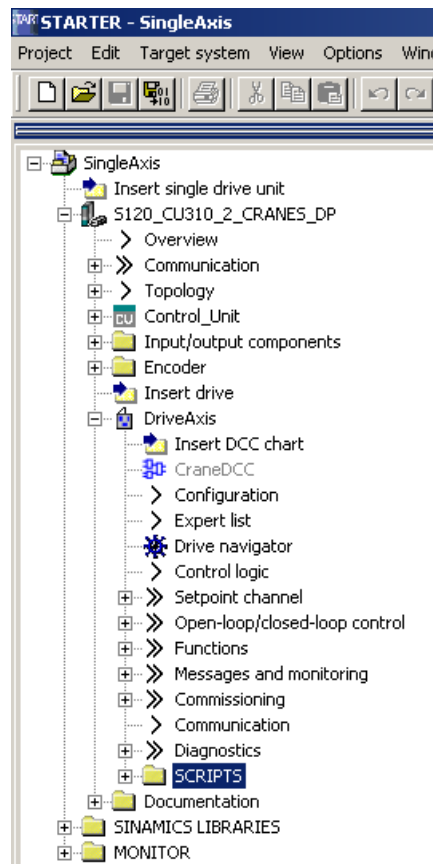 STARTER - SingleAxis
Project Edit Target system View Options Wind
SingleAxis
Insert single drive unit
S120_CU310_2_CRANES_DP
Overview
Communication
Topology
Control_Unit
Input/output components
Encoder
Insert drive
DriveAxis
Insert DCC chart
CraneDCC
Configuration
Expert list
Drive navigator
Control logic
Setpoint channel
Open-loop/closed-loop control
Functions
Messages and monitoring
Commissioning
Communication
Diagnostics
SCRIPTS
Documentation
SINAMICS LIBRARIES
MONITOR